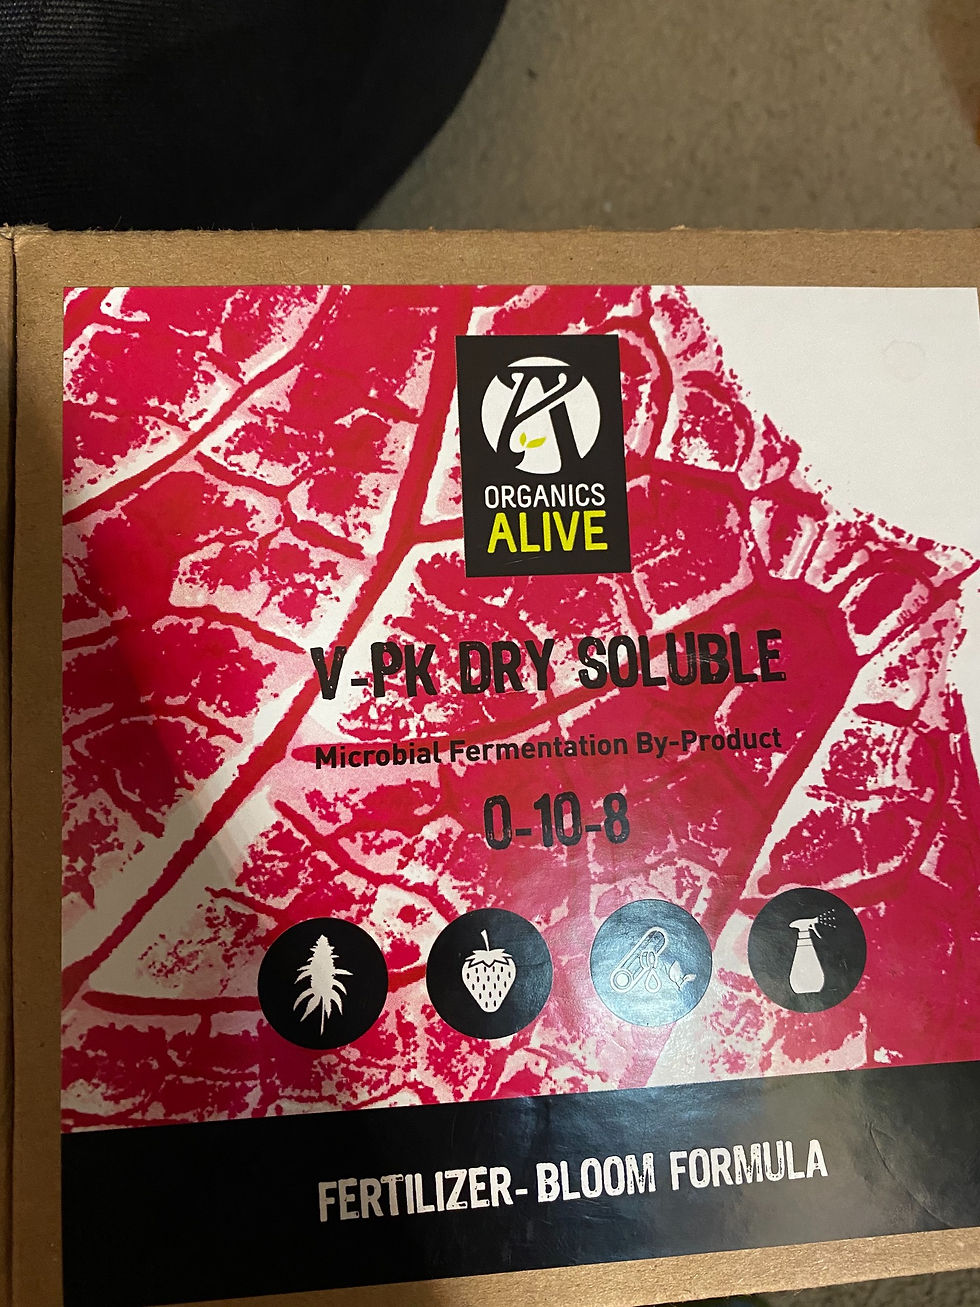 ORGANICS
ALIVE
V-PK DRY SOLUBLE
Microbial Fermentation By-Product
0-10-8
FERTILIZER- BLOOM FORMULA